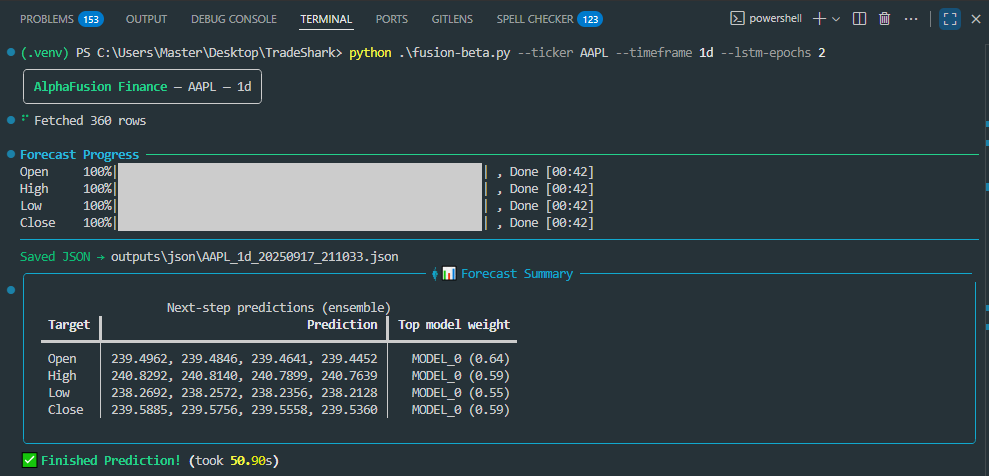 PROBLEMS 153 OUTPUT DEBUG CONSOLE TERMINAL PORTS GITLENS SPELL CHECKER 123 powershell
(.venv) PS C:\Users\Master\Desktop\TradeShark> python .\fusion-beta.py --ticker AAPL --timeframe 1d --lstm-epochs 2
AlphaFusion Finance — AAPL — 1d
Fetched 360 rows
Forecast Progress
Open 100%| | , Done [00:42]
High 100%| | , Done [00:42]
Low 100%| | , Done [00:42]
Close 100%| | , Done [00:42]
Saved JSON → outputs\json\AAPL_1d_20250917_211033.json
📊 Forecast Summary
Next-step predictions (ensemble)
Target Prediction Top model weight
Open 239.4962, 239.4846, 239.4641, 239.4452 MODEL_0 (0.64)
High 240.8292, 240.8140, 240.7899, 240.7639 MODEL_0 (0.59)
Low 238.2692, 238.2572, 238.2356, 238.2128 MODEL_0 (0.55)
Close 239.5885, 239.5756, 239.5558, 239.5360 MODEL_0 (0.59)
✅ Finished Prediction! (took 50.90s)